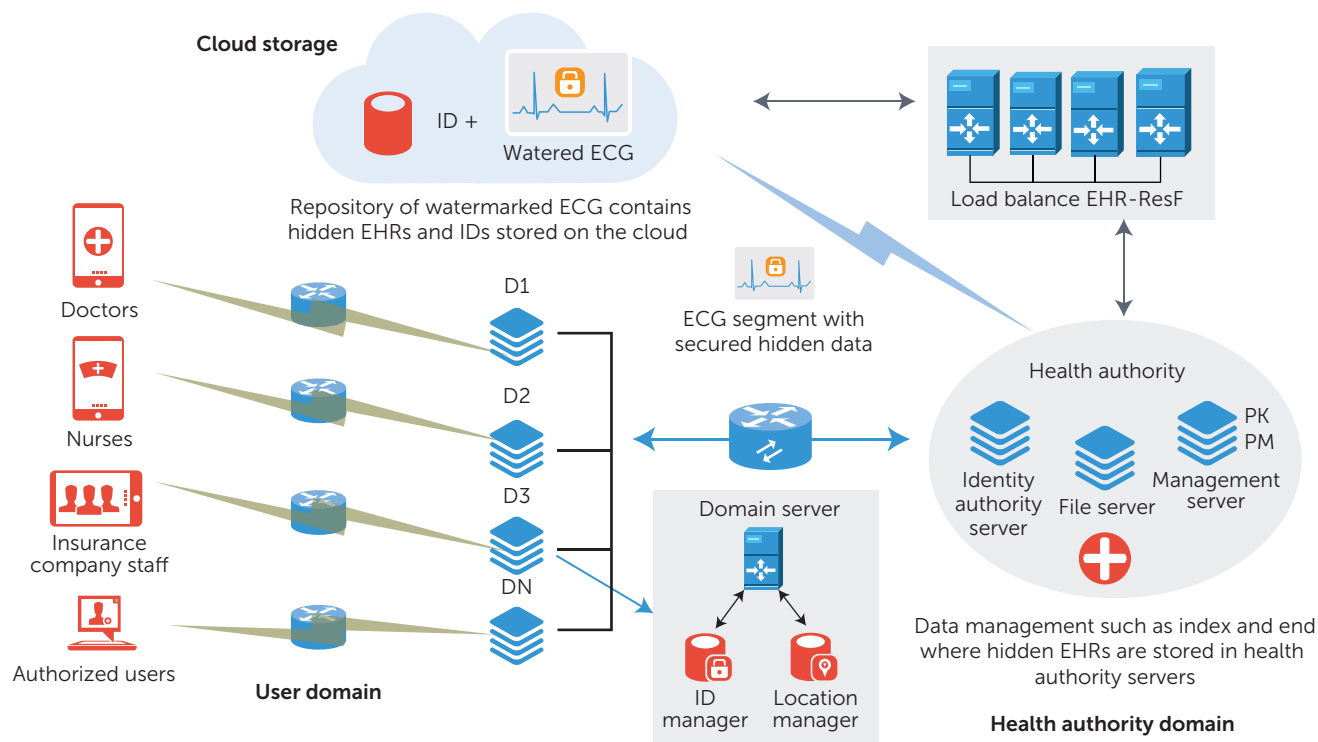 Cloud storage
ID +
Watered ECG
Repository of watermarked ECG contains
hidden EHRs and IDs stored on the cloud
Load balance EHR-ResF
Doctors
Nurses
Insurance
company staff
Authorized users
User domain
D1
D2
D3
DN
ECG segment with
secured hidden data
Domain server
ID
manager
Location
manager
Health authority
Identity
authority
server
File server
PK
PM
Management
server
Data management such as index and end
where hidden EHRs are stored in health
authority servers
Health authority domain